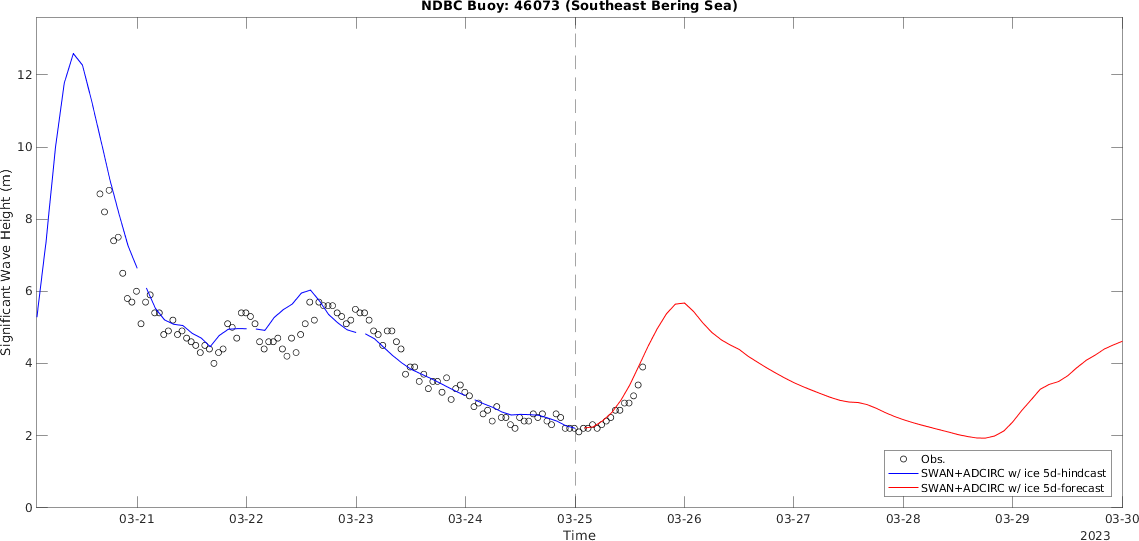 NDBC Buoy: 46073 (Southeast Bering Sea)
Significant Wave Height (m)
12
10
8
6
4
2
0
Obs.
SWAN+ADCIRC w/ ice 5d-hindcast
SWAN+ADCIRC w/ ice 5d-forecast
03-21 03-22 03-23 03-24 03-25 03-26 03-27 03-28 03-29 03-30
Time
2023